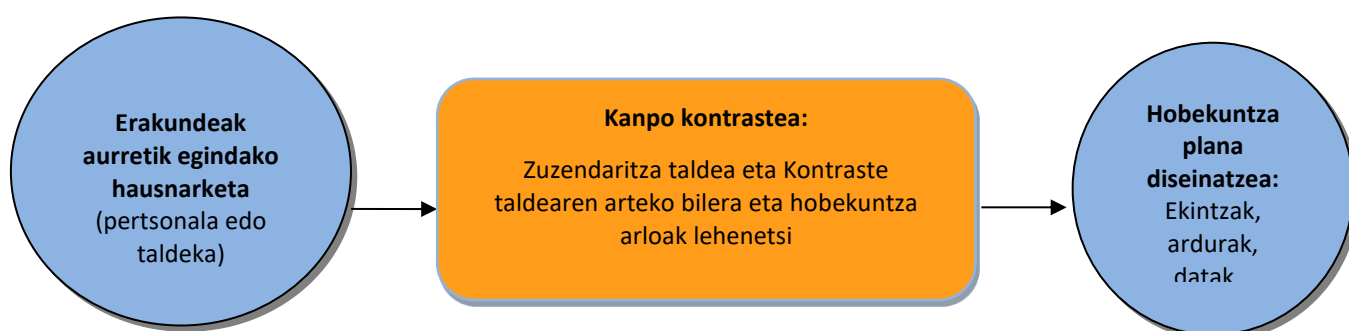 Erakundeak
aurretik egindako
hausnarketa
(pertsonala edo
taldeka)
Kanpo kontrastea:
Zuzendaritza taldea eta Kontraste
taldearen arteko bilera eta hobekuntza
arloak lehenetsi
Hobekuntza
plana
diseinatzea:
Ekintzak,
ardurak,
datak